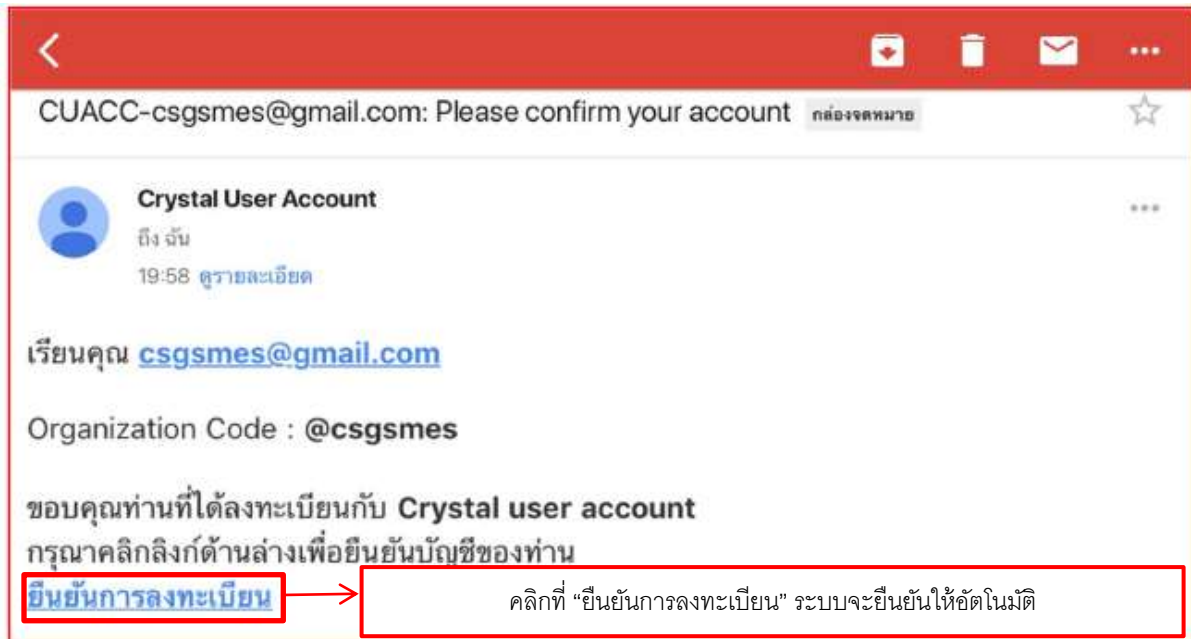 CUACC-csgsmes@gmail.com: Please confirm your account กล่องจดหมาย
Crystal User Account
ถึง ฉัน
19:58 ดูรายละเอียด
เรียนคุณ csgsmes@gmail.com
Organization Code : @csgsmes
ขอบคุณท่านที่ได้ลงทะเบียนกับ Crystal user account
กรุณาคลิกลิงก์ด้านล่างเพื่อยืนยันบัญชีของท่าน
ยืนยันการลงทะเบียน
คลิกที่ “ยืนยันการลงทะเบียน” ระบบจะยืนยันให้อัตโนมัติ